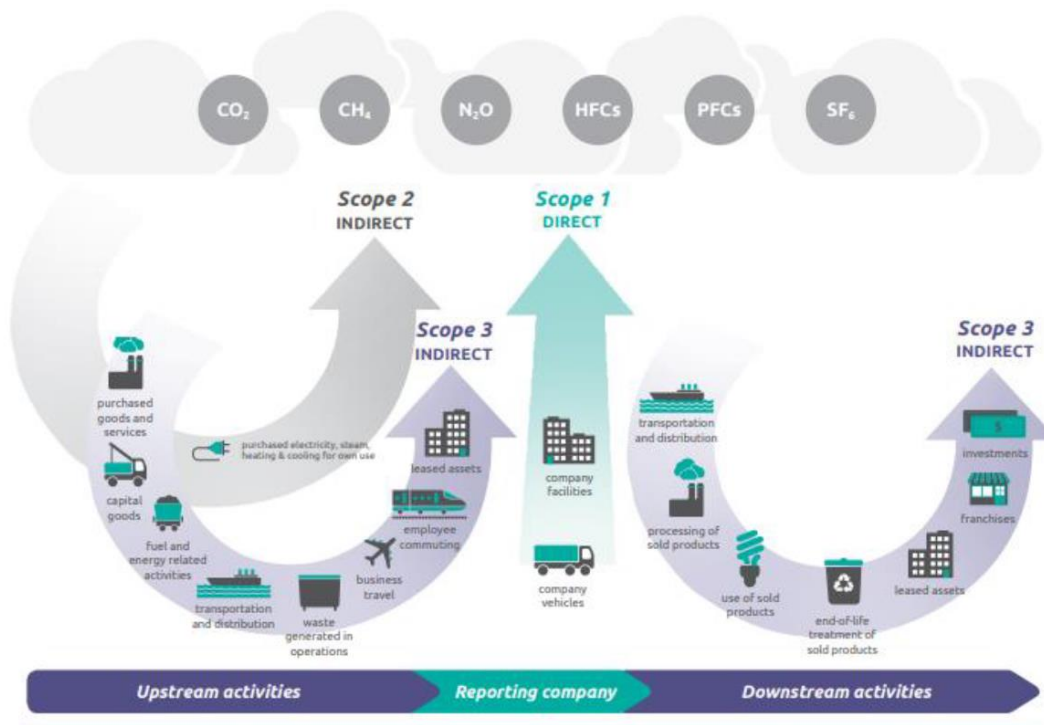 CO₂
CH₄
N₂O
HFCs
PFCs
SF₆
Scope 2
INDIRECT
Scope 1
DIRECT
Scope 3
INDIRECT
Scope 3
INDIRECT
purchased
goods and
services
capital
goods
fuel and
energy related
activities
purchased electricity, steam,
heating & cooling for own use
transportation
and distribution
waste
generated in
operations
business
travel
employee
commuting
leased assets
company
facilities
company
vehicles
transportation
and distribution
processing of
sold products
use of sold
products
end-of-life
treatment of
sold products
leased assets
franchises
$
investments
Upstream activities
Reporting company
Downstream activities